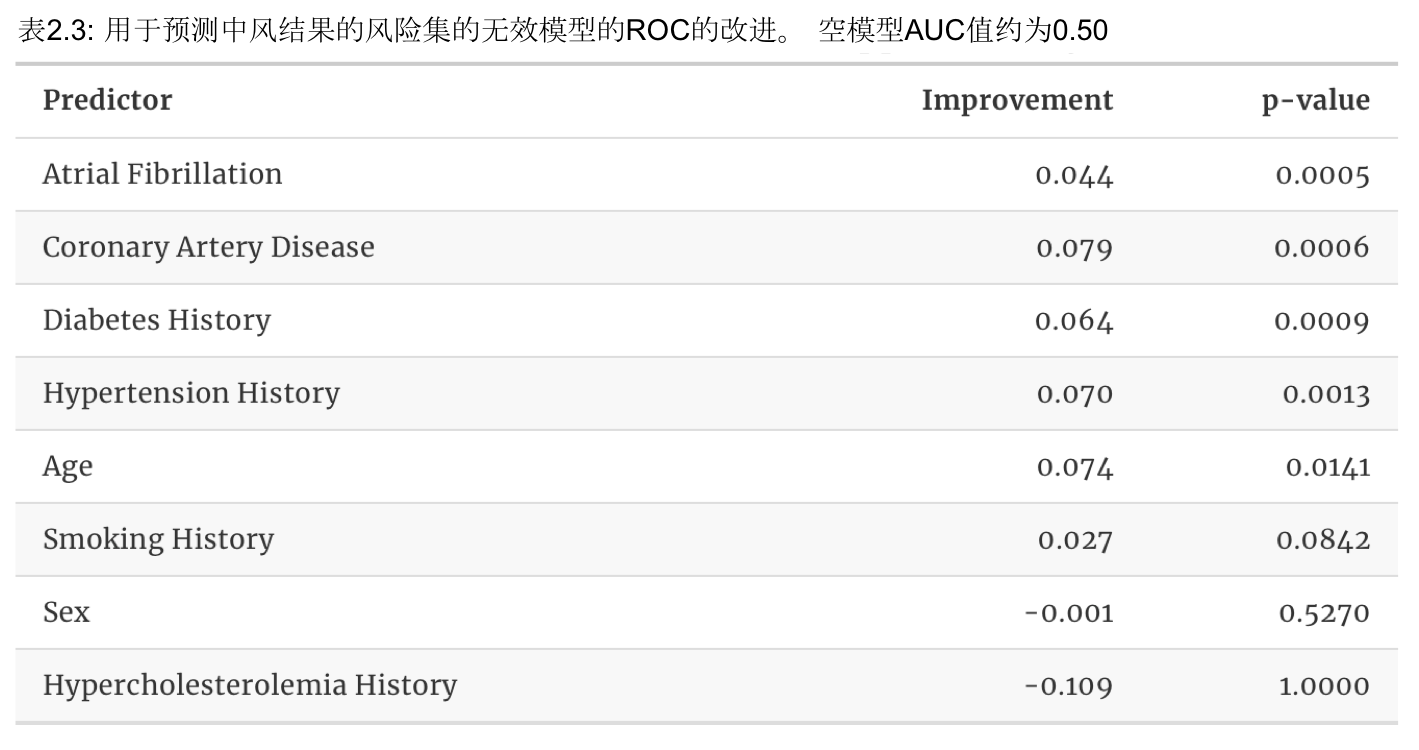 表2.3: 用于预测中风结果的风险集的无效模型的ROC的改进。 空模型AUC值约为0.50
Predictor Improvement p-value
Atrial Fibrillation 0.044 0.0005
Coronary Artery Disease 0.079 0.0006
Diabetes History 0.064 0.0009
Hypertension History 0.070 0.0013
Age 0.074 0.0141
Smoking History 0.027 0.0842
Sex -0.001 0.5270
Hypercholesterolemia History -0.109 1.0000